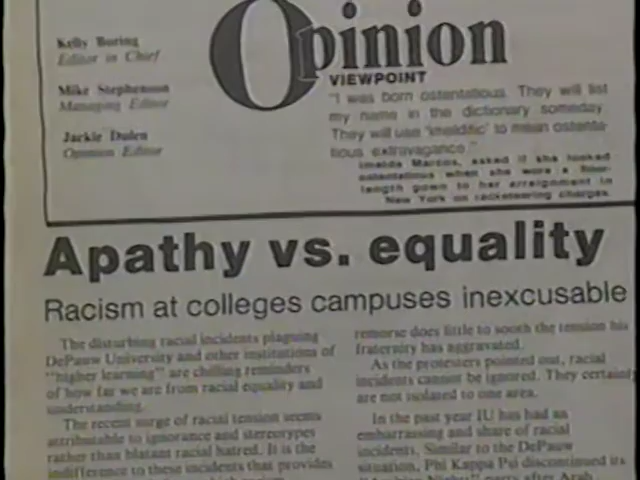 Kelly Boring
Editor in Chief
Mike Stephenson
Managing Editor
Jackie Dulen
Opinion Editor
Opinion
VIEWPOINT
"I was born ostentatious. They will list
my name in the dictionary someday.
They will use 'imeldific' to mean ostenta-
tious extravagance."
Imelda Marcos, asked if she looked
ostentatious when she wore a floor-
length gown to her arraignment in
New York on racketeering charges.
Apathy vs. equality
Racism at colleges campuses inexcusable
The disturbing racial incidents plaguing
DePauw University and other institutions of
"higher learning" are chilling reminders
of how far we are from racial equality and
understanding.
The recent surge of racial tension seems
attributable to ignorance and stereotypes
rather than blatant racial hatred. It is the
indifference to these incidents that provides
remorse does little to sooth the tension his
fraternity has aggravated.
As the protesters pointed out, racial
incidents cannot be ignored. They certainly
are not isolated to one area.
In the past year IU has had its
embarrassing and share of racial
incidents. Similar to the DePauw
situation, Phi Kappa Psi discontinued its
party after Arab